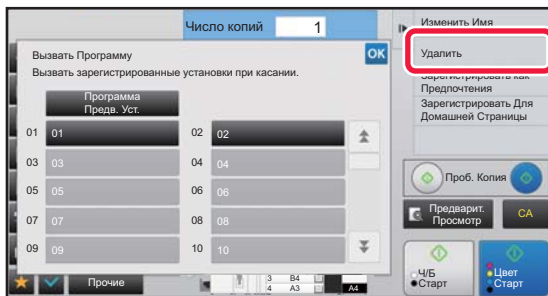 Число копий 1
Изменить Имя
Удалить
Зарегистрировать как
Предпочтения
Зарегистрировать Для
Домашней Страницы
Вызвать Программу
OK
Вызвать зарегистрированные установки при касании.
Программа
Предв. Уст.
01 01
02 02
03 03
04 04
05 05
06 06
07 07
08 08
09 09
10 10
Проб. Копия
Предварит.
Просмотр
CA
Ч/Б
Старт
Цвет
Старт
Прочие
3 B4
4 A3
A4